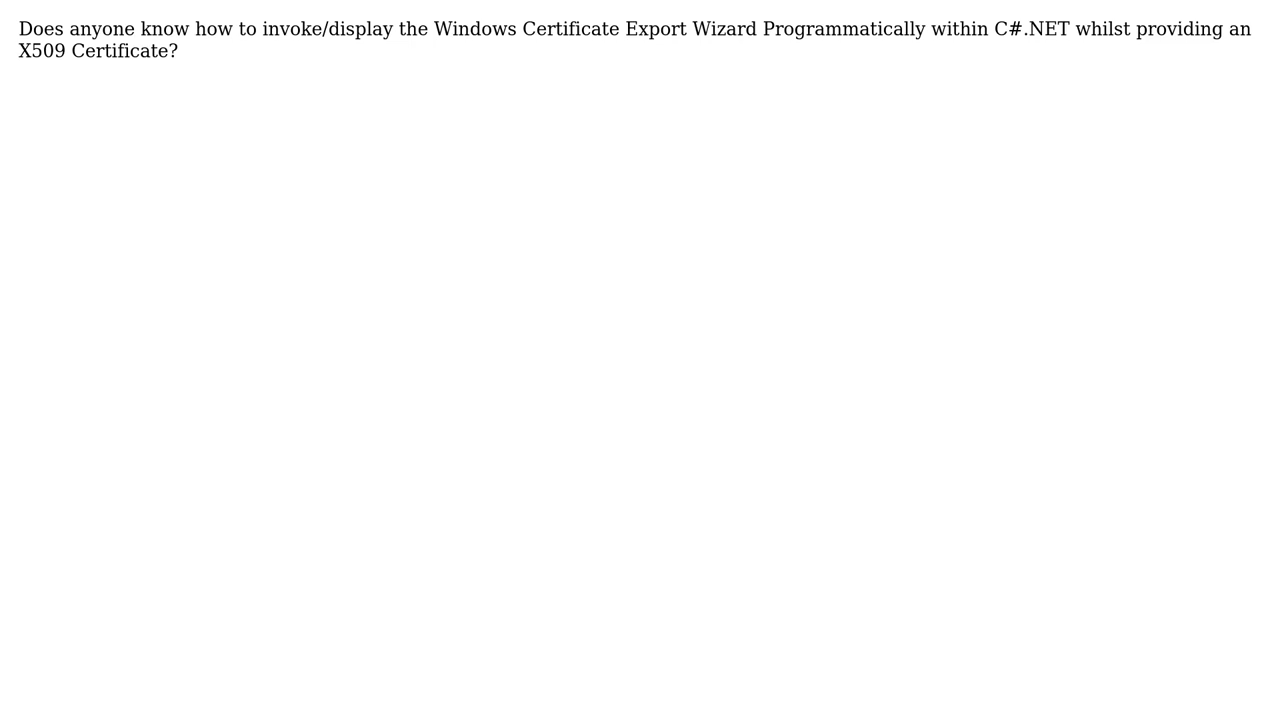 Does anyone know how to invoke/display the Windows Certificate Export Wizard Programmatically within C#.NET whilst providing an
X509 Certificate?